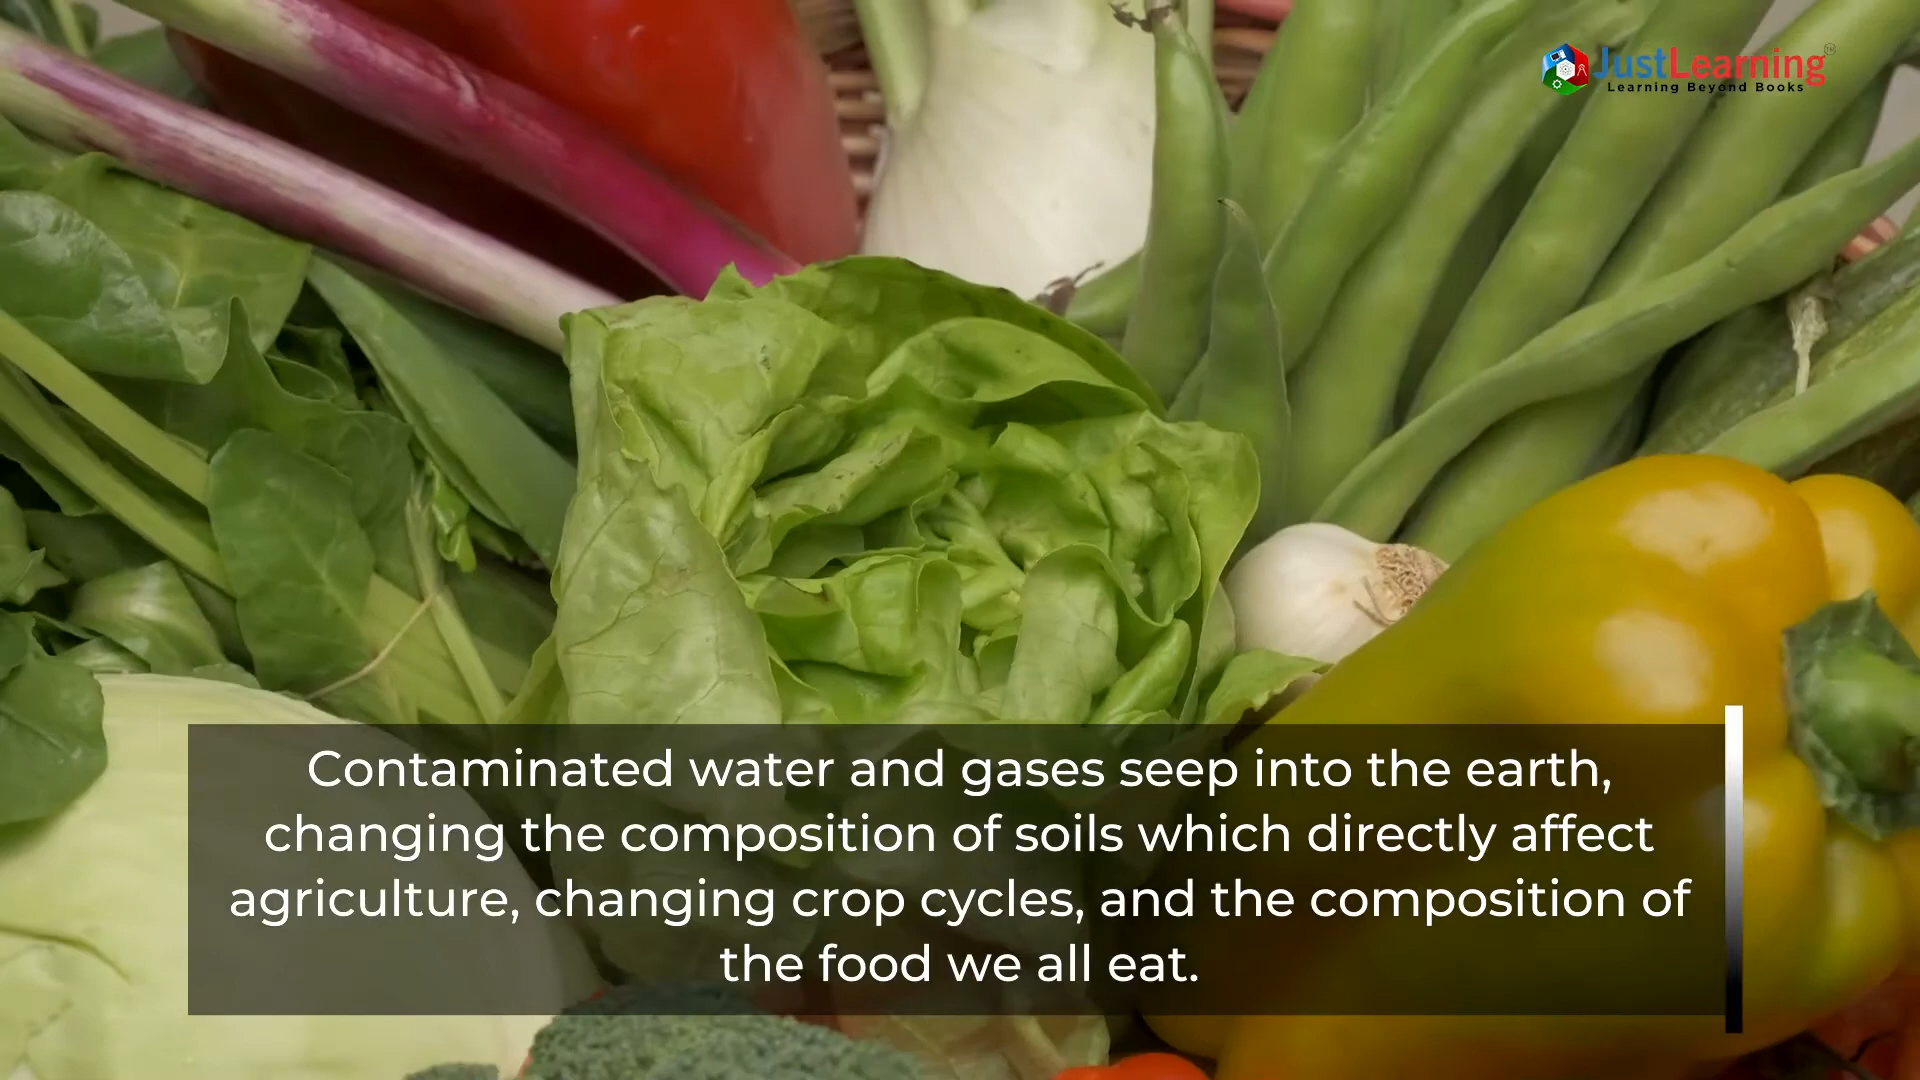 JustLearning
TM
Learning Beyond Books
Contaminated water and gases seep into the earth,
changing the composition of soils which directly affect
agriculture, changing crop cycles, and the composition of
the food we all eat.